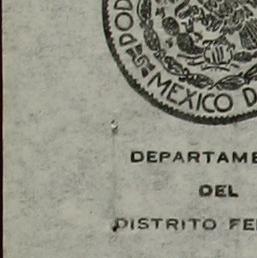 POD
MEXICO D
DEPARTAME
DEL
DISTRITO FE